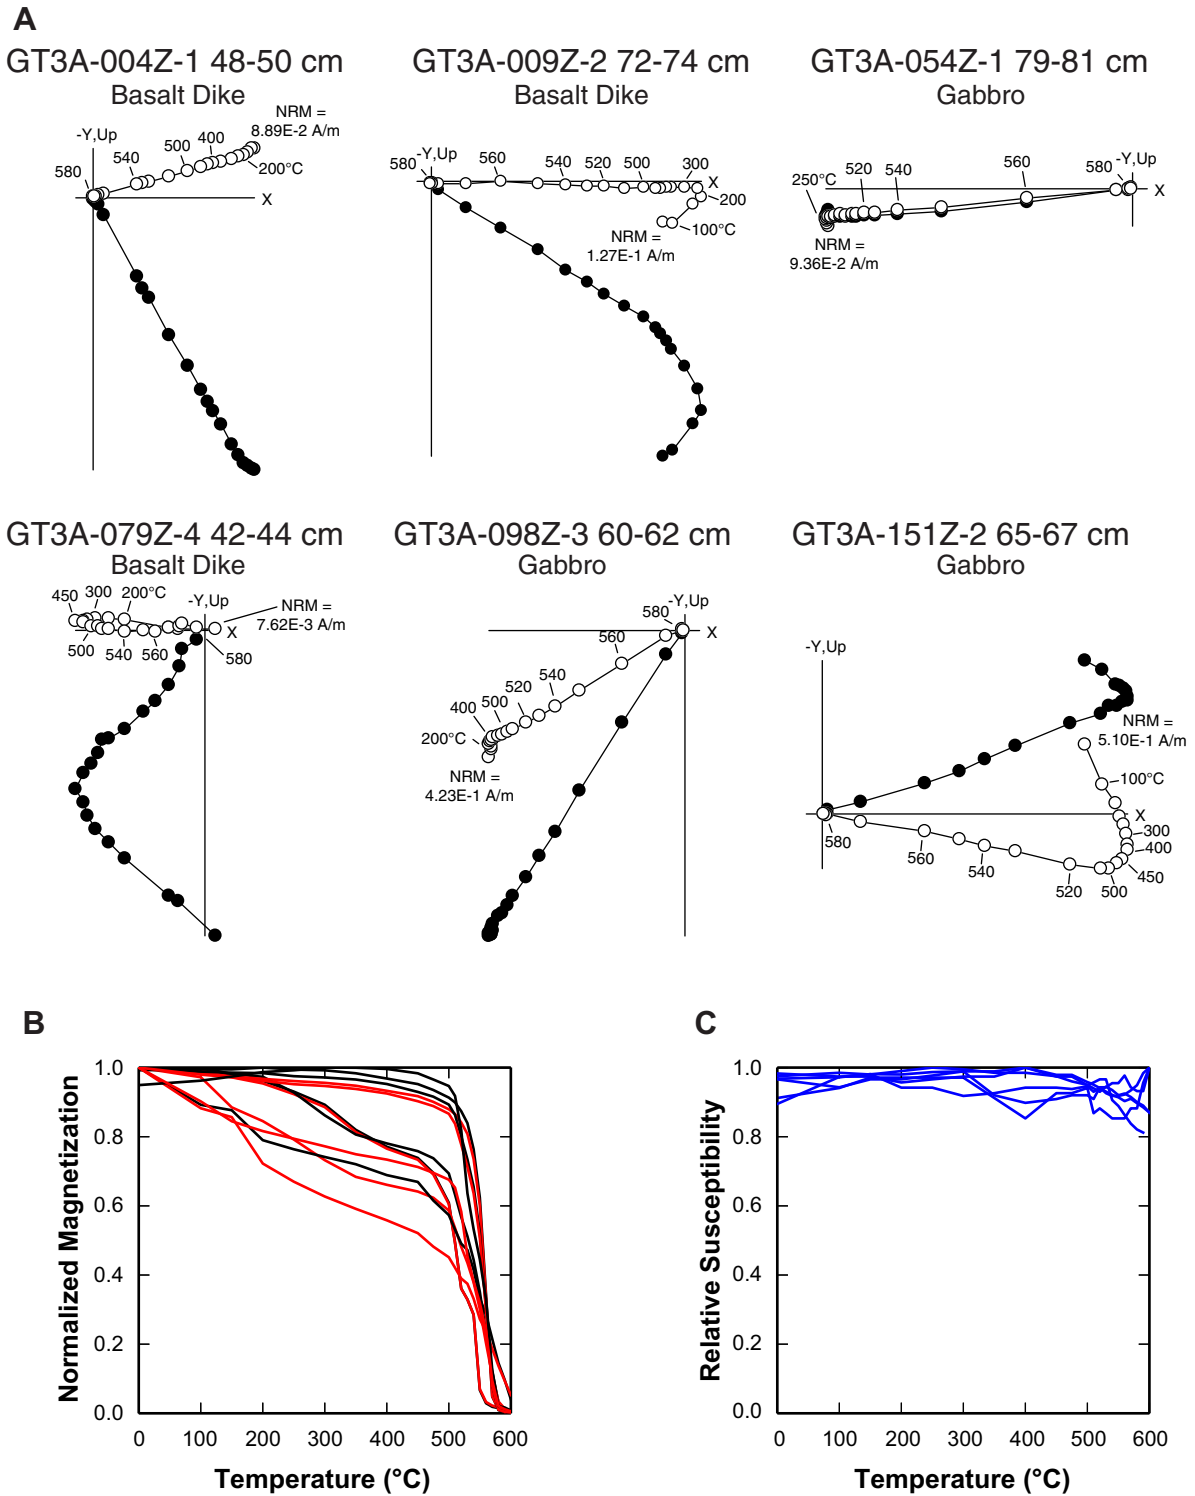 A
GT3A-004Z-1 48-50 cm
Basalt Dike
NRM =
8.89E-2 A/m
-Y,Up
580
540
500
400
200°C
X
GT3A-009Z-2 72-74 cm
Basalt Dike
-Y,Up
580
560
540
520
500
300
X
200
100°C
NRM =
1.27E-1 A/m
GT3A-054Z-1 79-81 cm
Gabbro
250°C
520
540
560
580
-Y,Up
X
NRM =
9.36E-2 A/m
GT3A-079Z-4 42-44 cm
Basalt Dike
450
300
200°C
-Y,Up
NRM =
7.62E-3 A/m
X
500
540
560
580
GT3A-098Z-3 60-62 cm
Gabbro
580
-Y,Up
X
560
540
520
500
400
200°C
NRM =
4.23E-1 A/m
GT3A-151Z-2 65-67 cm
Gabbro
-Y,Up
NRM =
5.10E-1 A/m
100°C
X
300
400
450
500
520
540
560
580
B
Normalized Magnetization
1.0
0.8
0.6
0.4
0.2
0.0
0 100 200 300 400 500 600
Temperature (°C)
C
Relative Susceptibility
1.0
0.8
0.6
0.4
0.2
0.0
0 100 200 300 400 500 600
Temperature (°C)